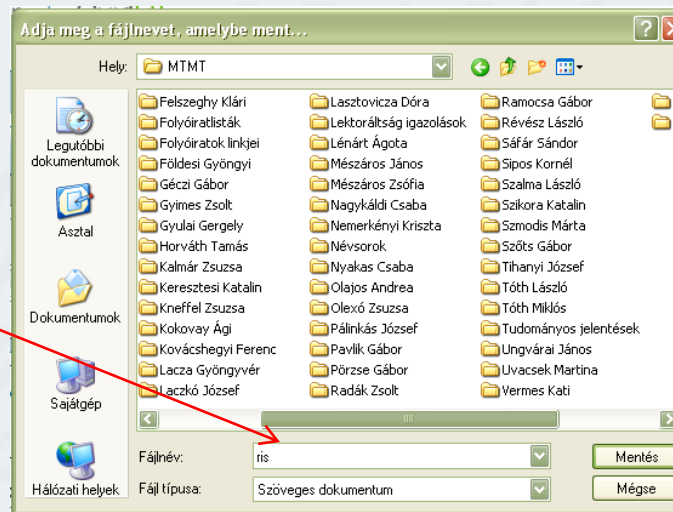 Adja meg a fájlnevet, amelybe ment...
Hely: MTMT
Legutóbbi dokumentumok
Asztal
Dokumentumok
Sajátgép
Hálózati helyek
Felszeghy Klári
Folyóiratlisták
Folyóiratok linkjei
Földesi Gyöngyi
Géczi Gábor
Gyimes Zsolt
Gyulai Gergely
Horváth Tamás
Kalmár Zsuzsa
Keresztesi Katalin
Kneffel Zsuzsa
Kokovay Ági
Kovácshegyi Ferenc
Lacza Gyöngyvér
Laczkó József
Lasztovicza Dóra
Lektoráltság igazolások
Lénárt Ágota
Mészáros János
Mészáros Zsófia
Nagykáldi Csaba
Nemerkényi Kriszta
Névsorok
Nyakas Csaba
Olajos Andrea
Olexó Zsuzsa
Pálinkás József
Pavlik Gábor
Pörzse Gábor
Radák Zsolt
Ramocsa Gábor
Révész László
Sáfár Sándor
Sipos Kornél
Szalma László
Szikora Katalin
Szmodis Márta
Szőts Gábor
Tihanyi József
Tóth László
Tóth Miklós
Tudományos jelentések
Ungvárai János
Uvacsek Martina
Vermes Kati
Fájlnév: ris Mentés
Fájl típusa: Szöveges dokumentum Mégse